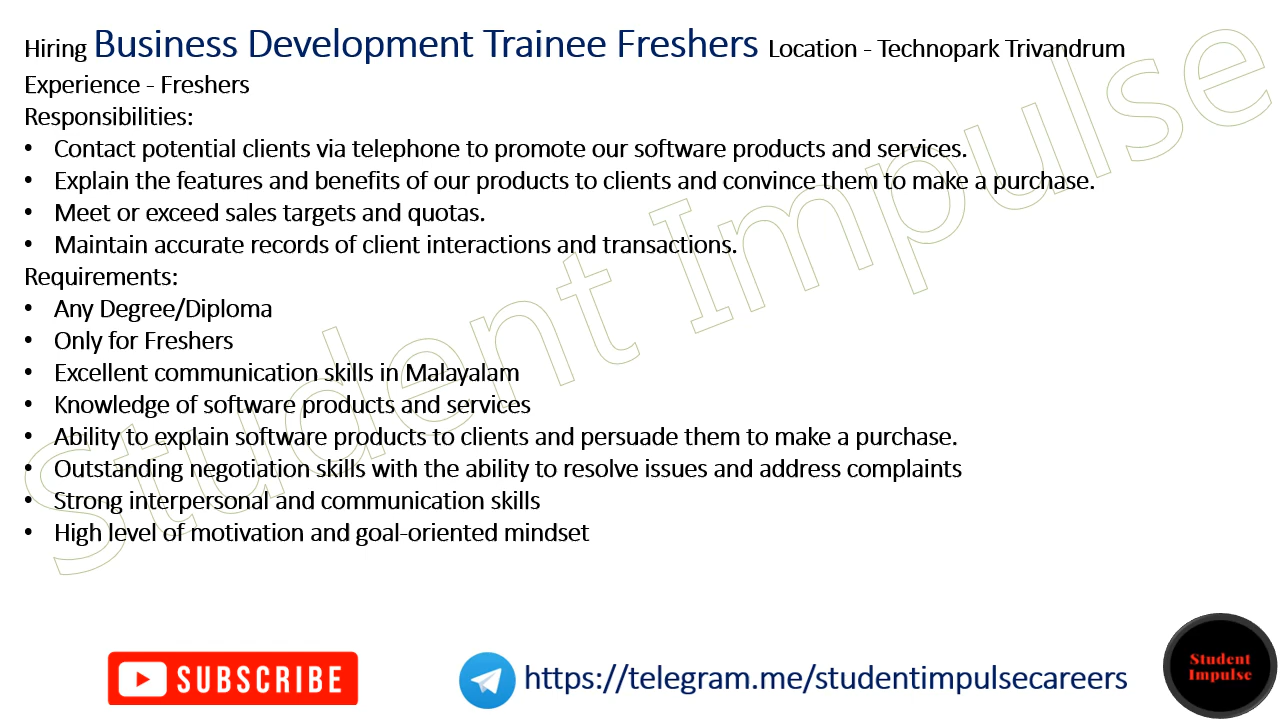 Hiring Business Development Trainee Freshers Location - Technopark Trivandrum
Experience - Freshers
Responsibilities:
• Contact potential clients via telephone to promote our software products and services.
• Explain the features and benefits of our products to clients and convince them to make a purchase.
• Meet or exceed sales targets and quotas.
• Maintain accurate records of client interactions and transactions.
Requirements:
• Any Degree/Diploma
• Only for Freshers
• Excellent communication skills in Malayalam
• Knowledge of software products and services
• Ability to explain software products to clients and persuade them to make a purchase.
• Outstanding negotiation skills with the ability to resolve issues and address complaints
• Strong interpersonal and communication skills
• High level of motivation and goal-oriented mindset
Student Impulse
SUBSCRIBE
https://telegram.me/studentimpulsecareers
Student
Impulse